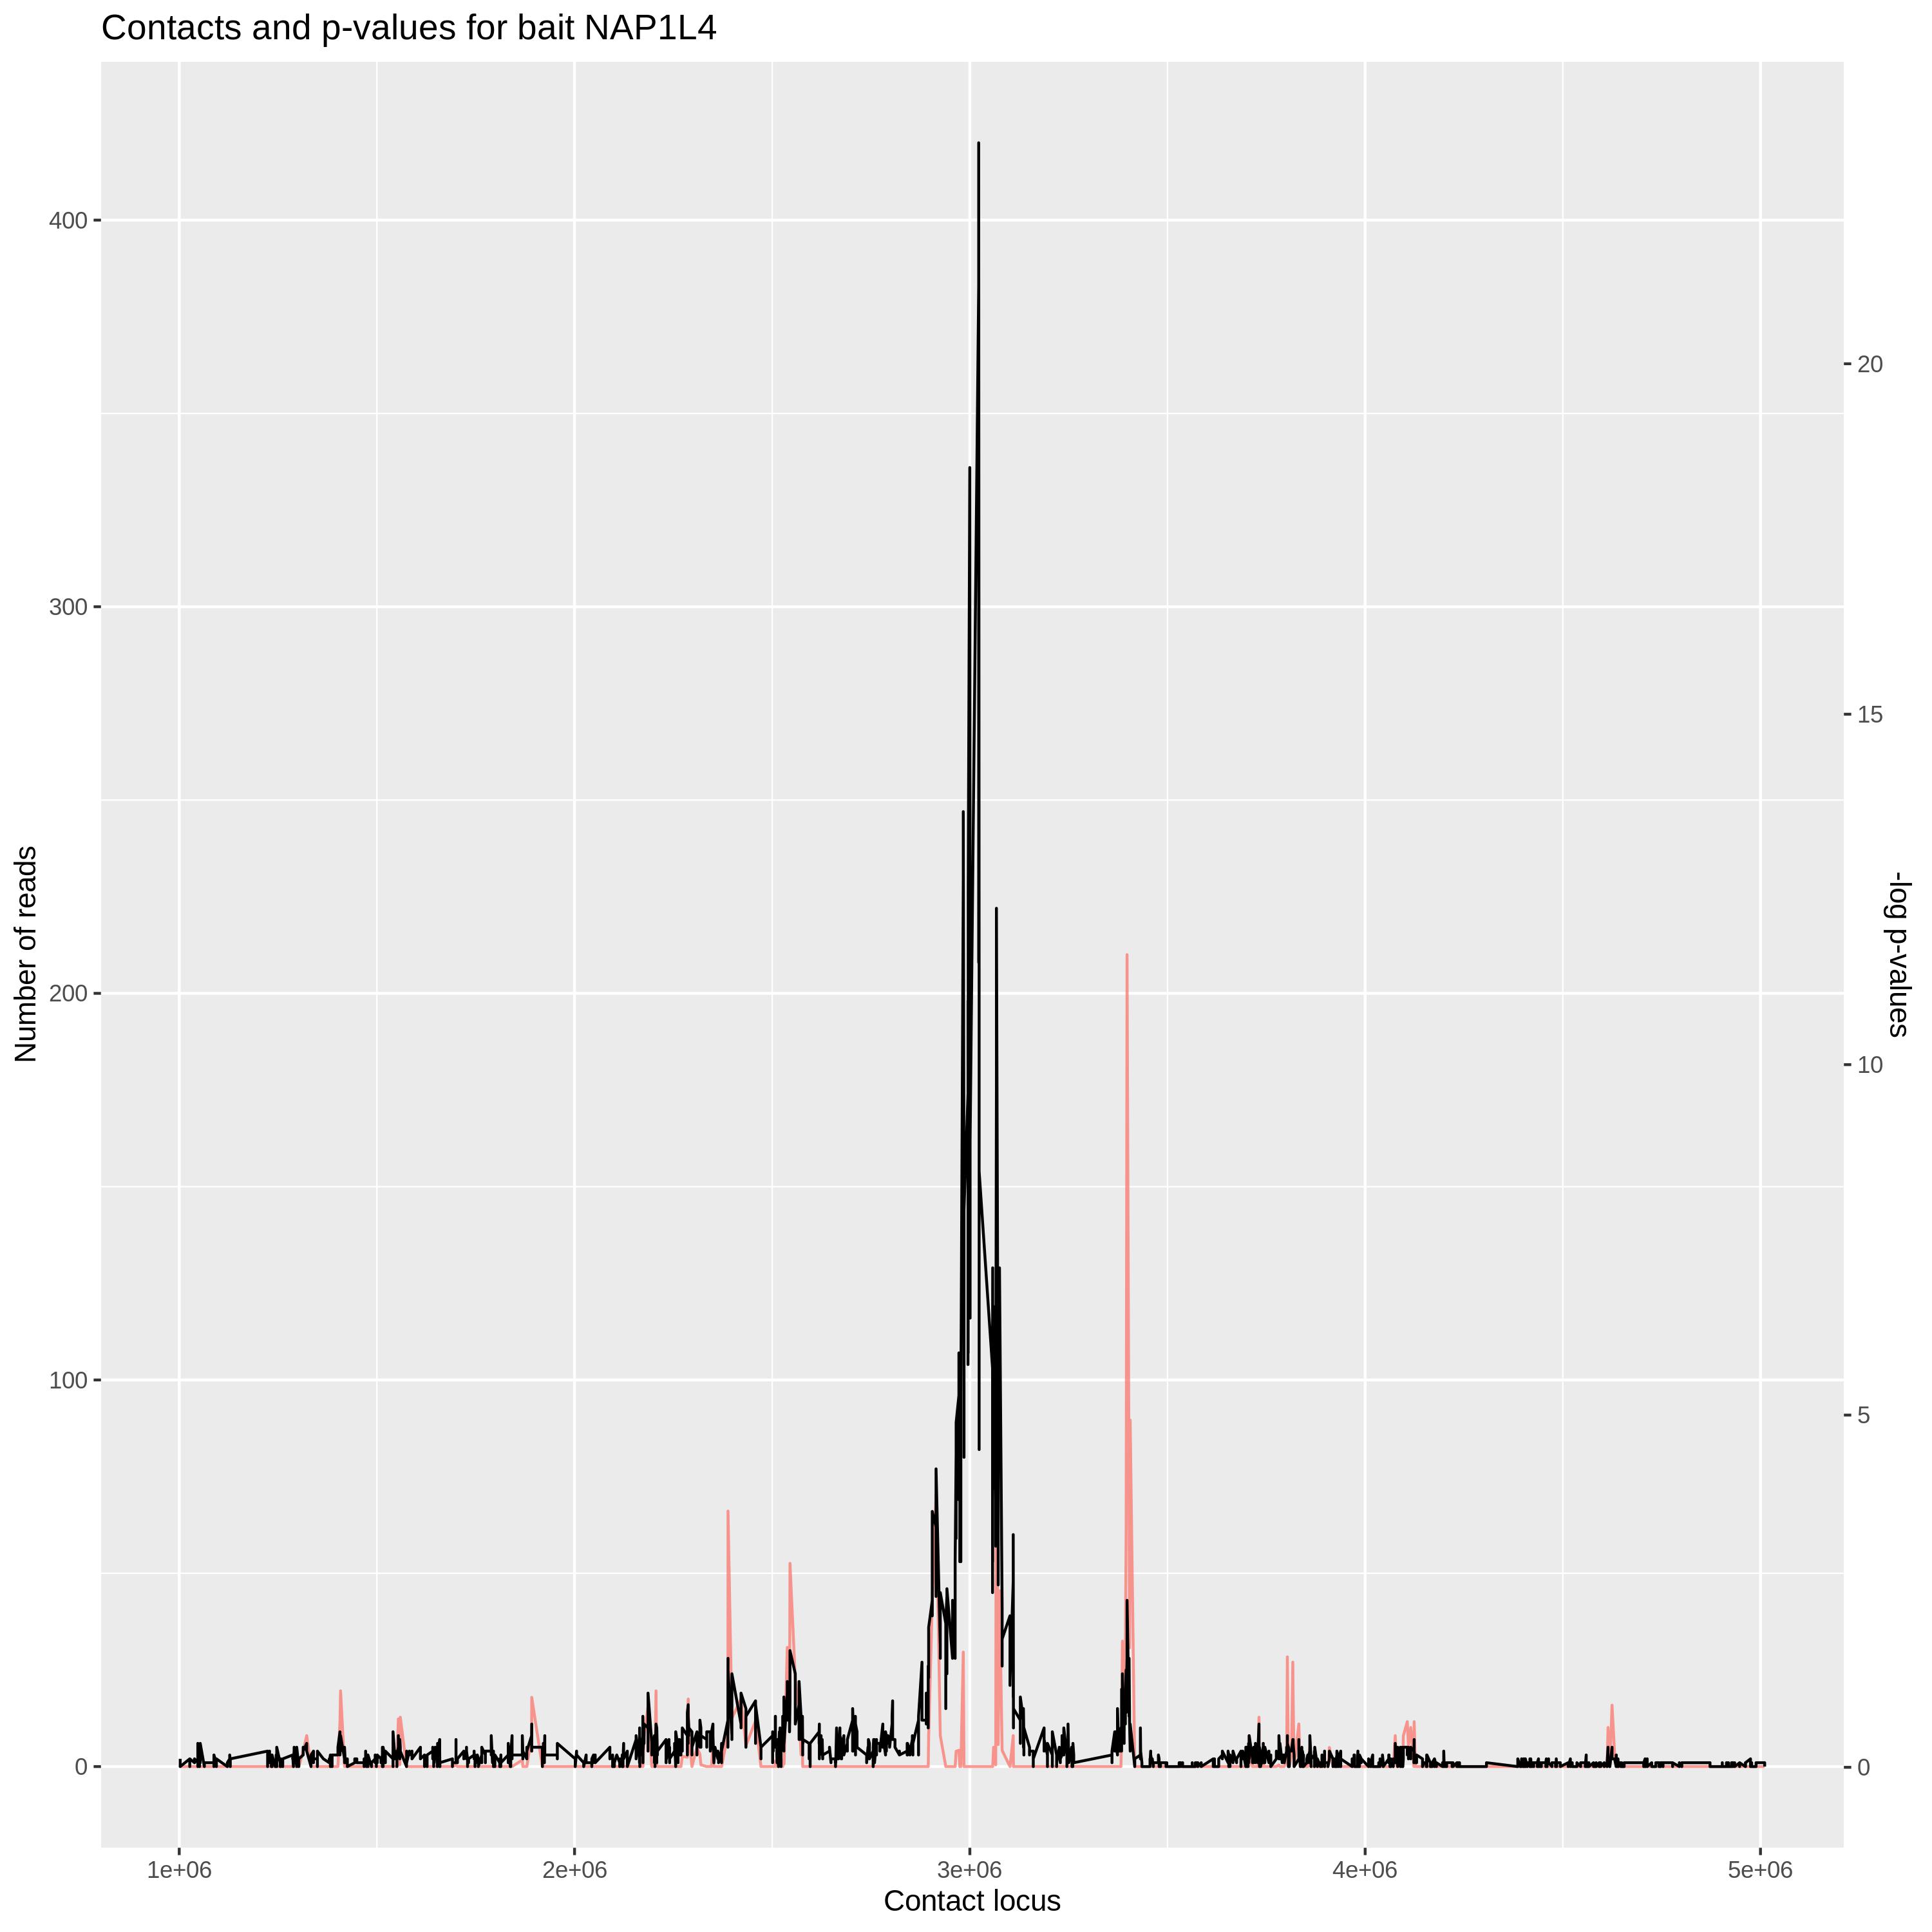 Contacts and p-values for bait NAP1L4
400
300
200
100
0
Number of reads
20
15
10
5
0
-log p-values
1e+06 2e+06 3e+06 4e+06 5e+06
Contact locus